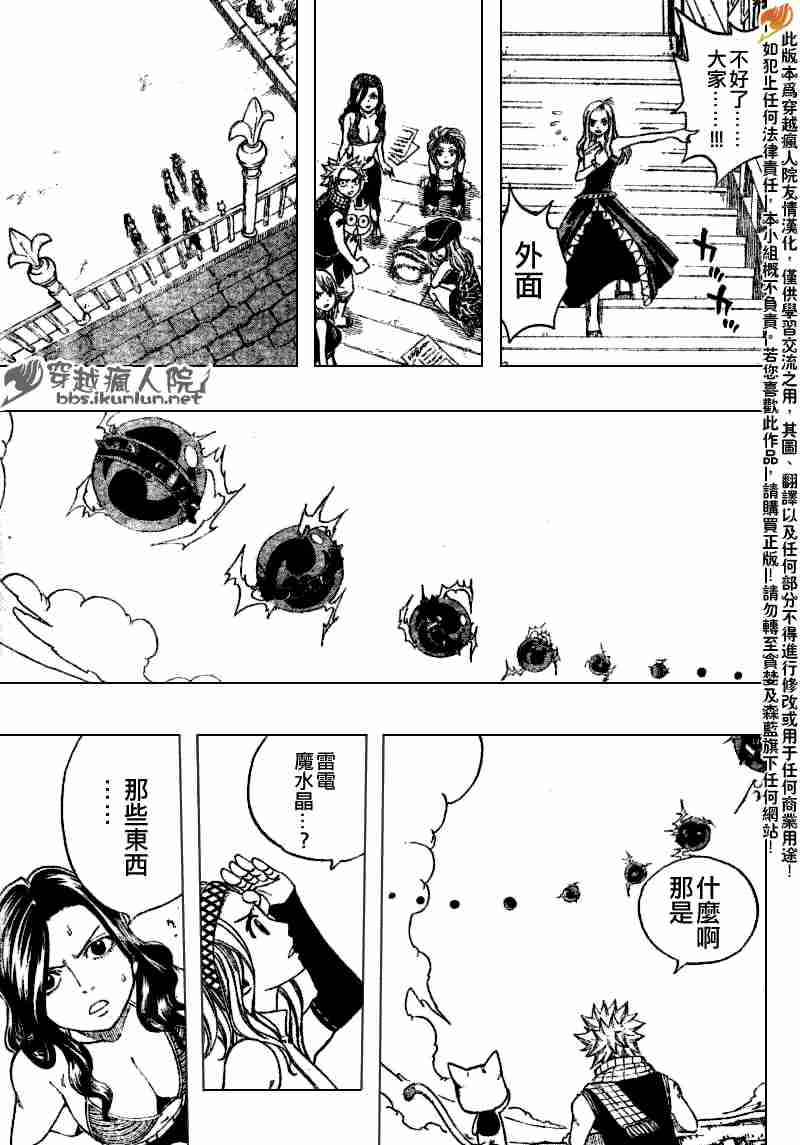 此版本爲穿越瘋人院友情漢化，僅供學習交流之用，其圖、翻譯以及任何部分不得進行修改或用于任何商業用途！
如犯上任何法律責任，本小組概不負責。若您喜歡此作品，請購買正版！請勿轉至貪婪及森藍旗下任何網站！
不好了……
大家……!!!
外面
穿越瘋人院
bbs.ikunlun.net
什麼啊
那是
雷電
魔水晶…?
那些東西
……